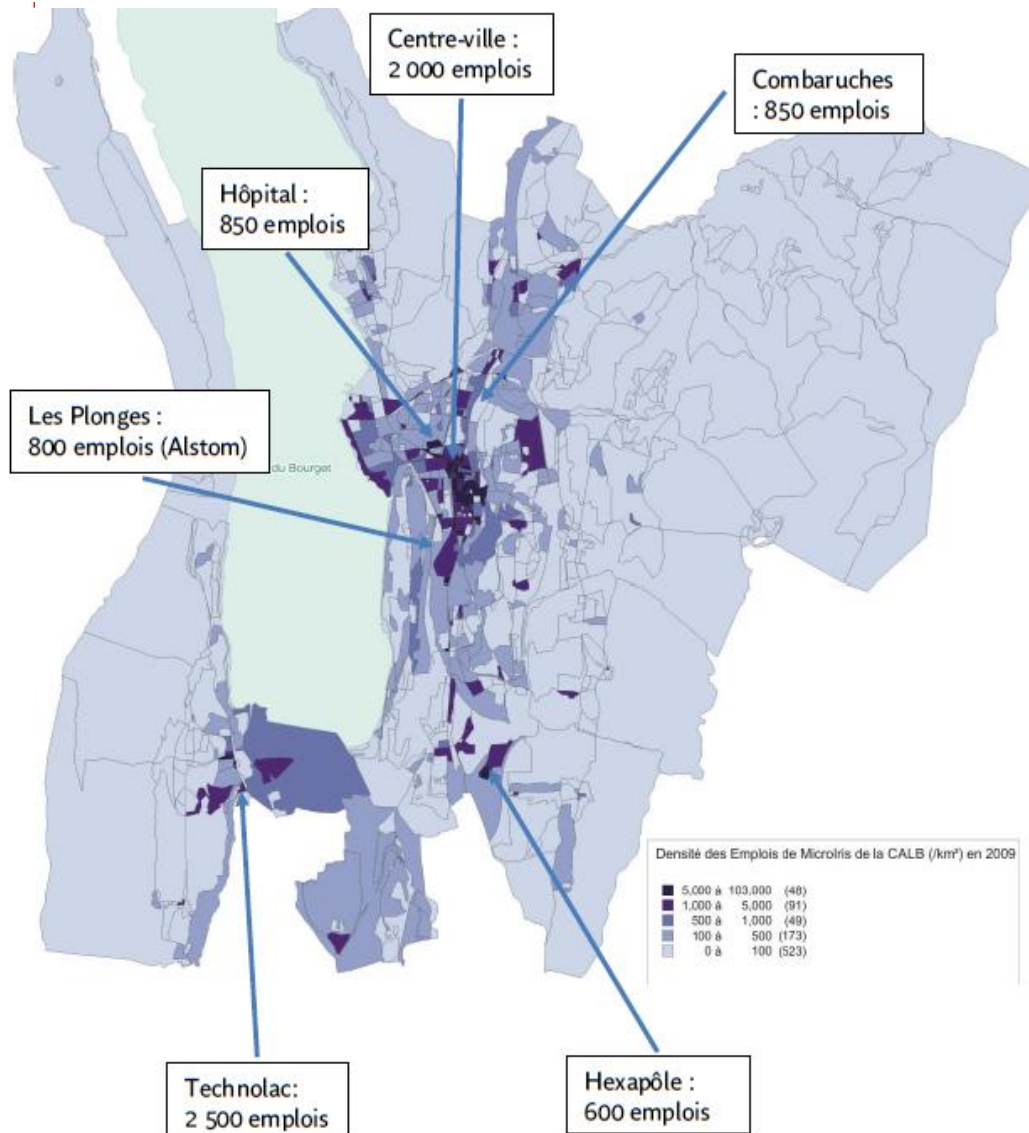 Centre-ville :
2 000 emplois
Combaruches
: 850 emplois
Hôpital :
850 emplois
Les Plonges :
800 emplois (Alstom)
du Bourget
Densité des Emplois de MicroIris de la CALB (/km²) en 2009
5,000 à 103,000 (48)
1,000 à 5,000 (91)
500 à 1,000 (49)
100 à 500 (173)
0 à 100 (523)
Technolac:
2 500 emplois
Hexapôle :
600 emplois